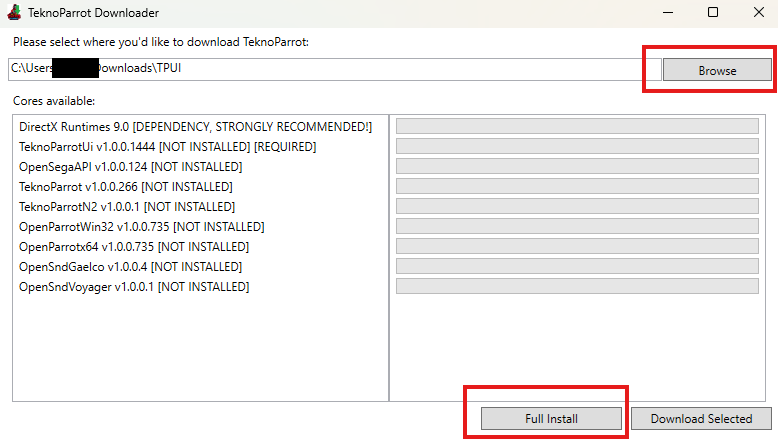 TeknoParrot Downloader
Please select where you'd like to download TeknoParrot:
C:\Users ownloads\TPUI
Browse
Cores available:
DirectX Runtimes 9.0 [DEPENDENCY, STRONGLY RECOMMENDED!]
TeknoParrotUi v1.0.0.1444 [NOT INSTALLED] [REQUIRED]
OpenSegaAPI v1.0.0.124 [NOT INSTALLED]
TeknoParrot v1.0.0.266 [NOT INSTALLED]
TeknoParrotN2 v1.0.0.1 [NOT INSTALLED]
OpenParrotWin32 v1.0.0.735 [NOT INSTALLED]
OpenParrotx64 v1.0.0.735 [NOT INSTALLED]
OpenSndGaelco v1.0.0.4 [NOT INSTALLED]
OpenSndVoyager v1.0.0.1 [NOT INSTALLED]
Full Install
Download Selected